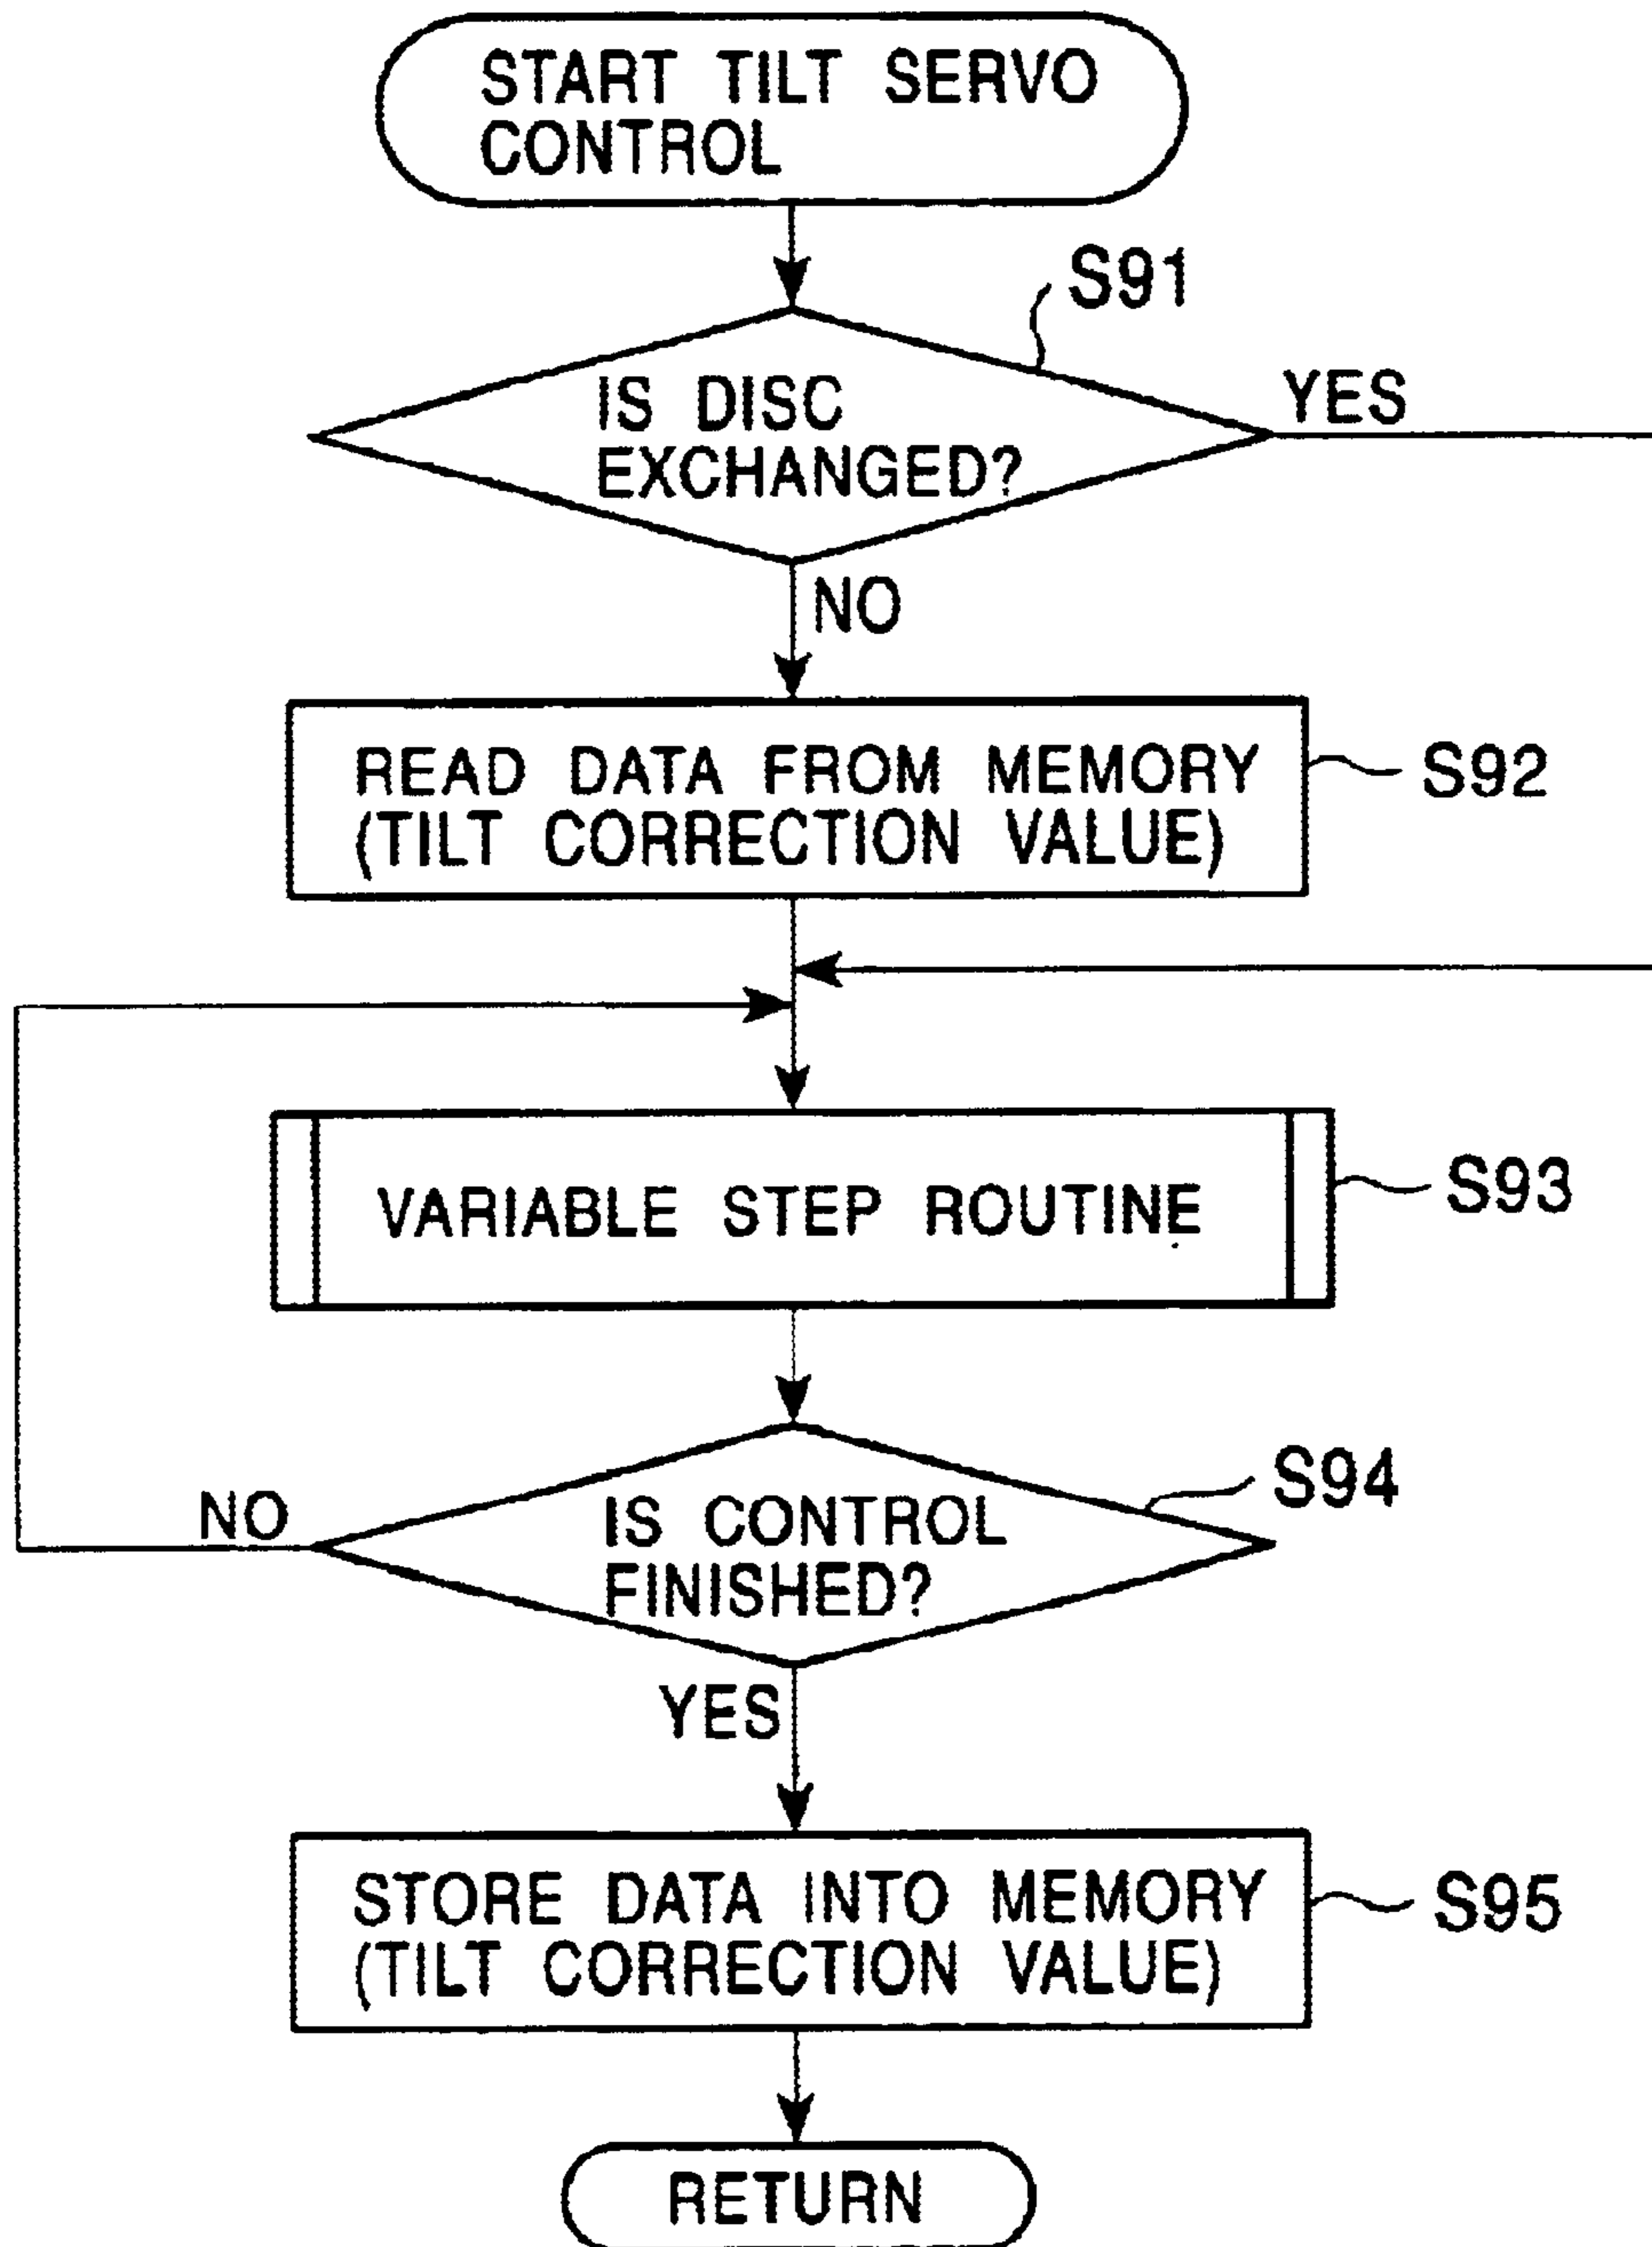 START TILT SERVO
CONTROL
S91
IS DISC
EXCHANGED?
YES
NO
READ DATA FROM MEMORY
(TILT CORRECTION VALUE)
S92
VARIABLE STEP ROUTINE
S93
IS CONTROL
FINISHED?
S94
NO
YES
STORE DATA INTO MEMORY
(TILT CORRECTION VALUE)
S95
RETURN